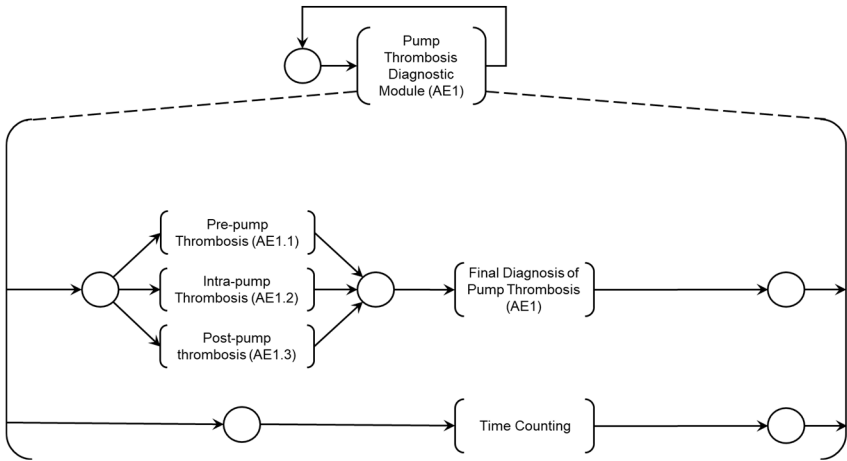 Pump
Thrombosis
Diagnostic
Module (AE1)
Pre-pump
Thrombosis (AE1.1)
Intra-pump
Thrombosis (AE1.2)
Post-pump
thrombosis (AE1.3)
Final Diagnosis of
Pump Thrombosis
(AE1)
Time Counting